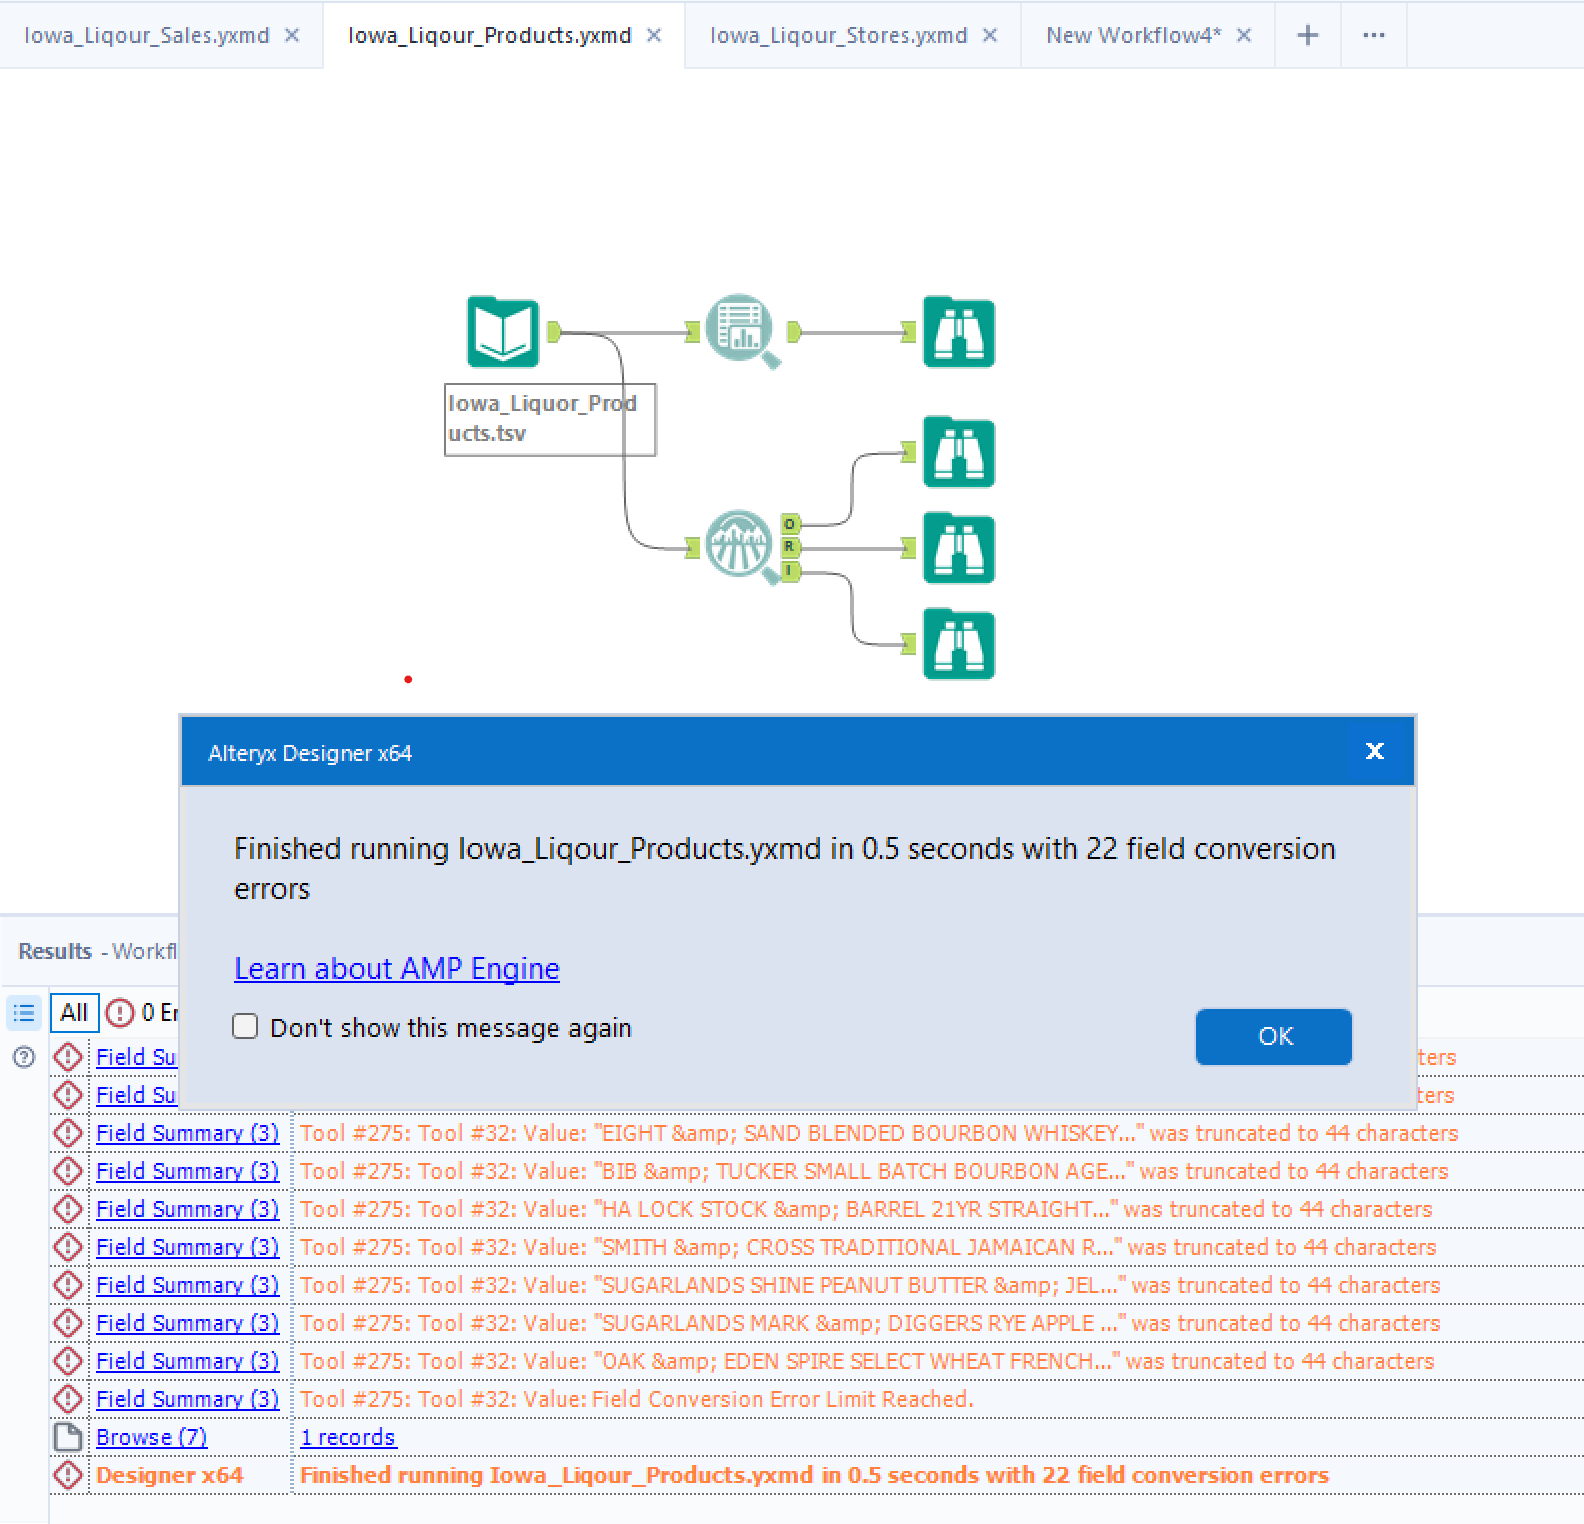 Iowa_Liqour_Sales.yxmd
Iowa_Liqour_Products.yxmd
Iowa_Liqour_Stores.yxmd
New Workflow4*
Iowa_Liquor_Prod
ucts.tsv
O
R
I
Alteryx Designer x64
Finished running Iowa_Liqour_Products.yxmd in 0.5 seconds with 22 field conversion
errors
Learn about AMP Engine
Don't show this message again
OK
Results - Workfl
All 0 Er
Field Su ters
Field Su ters
Field Summary (3) Tool #275: Tool #32: Value: "EIGHT &amp; SAND BLENDED BOURBON WHISKEY..." was truncated to 44 characters
Field Summary (3) Tool #275: Tool #32: Value: "BIB &amp; TUCKER SMALL BATCH BOURBON AGE..." was truncated to 44 characters
Field Summary (3) Tool #275: Tool #32: Value: "HA LOCK STOCK &amp; BARREL 21YR STRAIGHT..." was truncated to 44 characters
Field Summary (3) Tool #275: Tool #32: Value: "SMITH &amp; CROSS TRADITIONAL JAMAICAN R..." was truncated to 44 characters
Field Summary (3) Tool #275: Tool #32: Value: "SUGARLANDS SHINE PEANUT BUTTER &amp; JEL..." was truncated to 44 characters
Field Summary (3) Tool #275: Tool #32: Value: "SUGARLANDS MARK &amp; DIGGERS RYE APPLE ..." was truncated to 44 characters
Field Summary (3) Tool #275: Tool #32: Value: "OAK &amp; EDEN SPIRE SELECT WHEAT FRENCH..." was truncated to 44 characters
Field Summary (3) Tool #275: Tool #32: Value: Field Conversion Error Limit Reached.
Browse (7) 1 records
Designer x64 Finished running Iowa_Liqour_Products.yxmd in 0.5 seconds with 22 field conversion errors